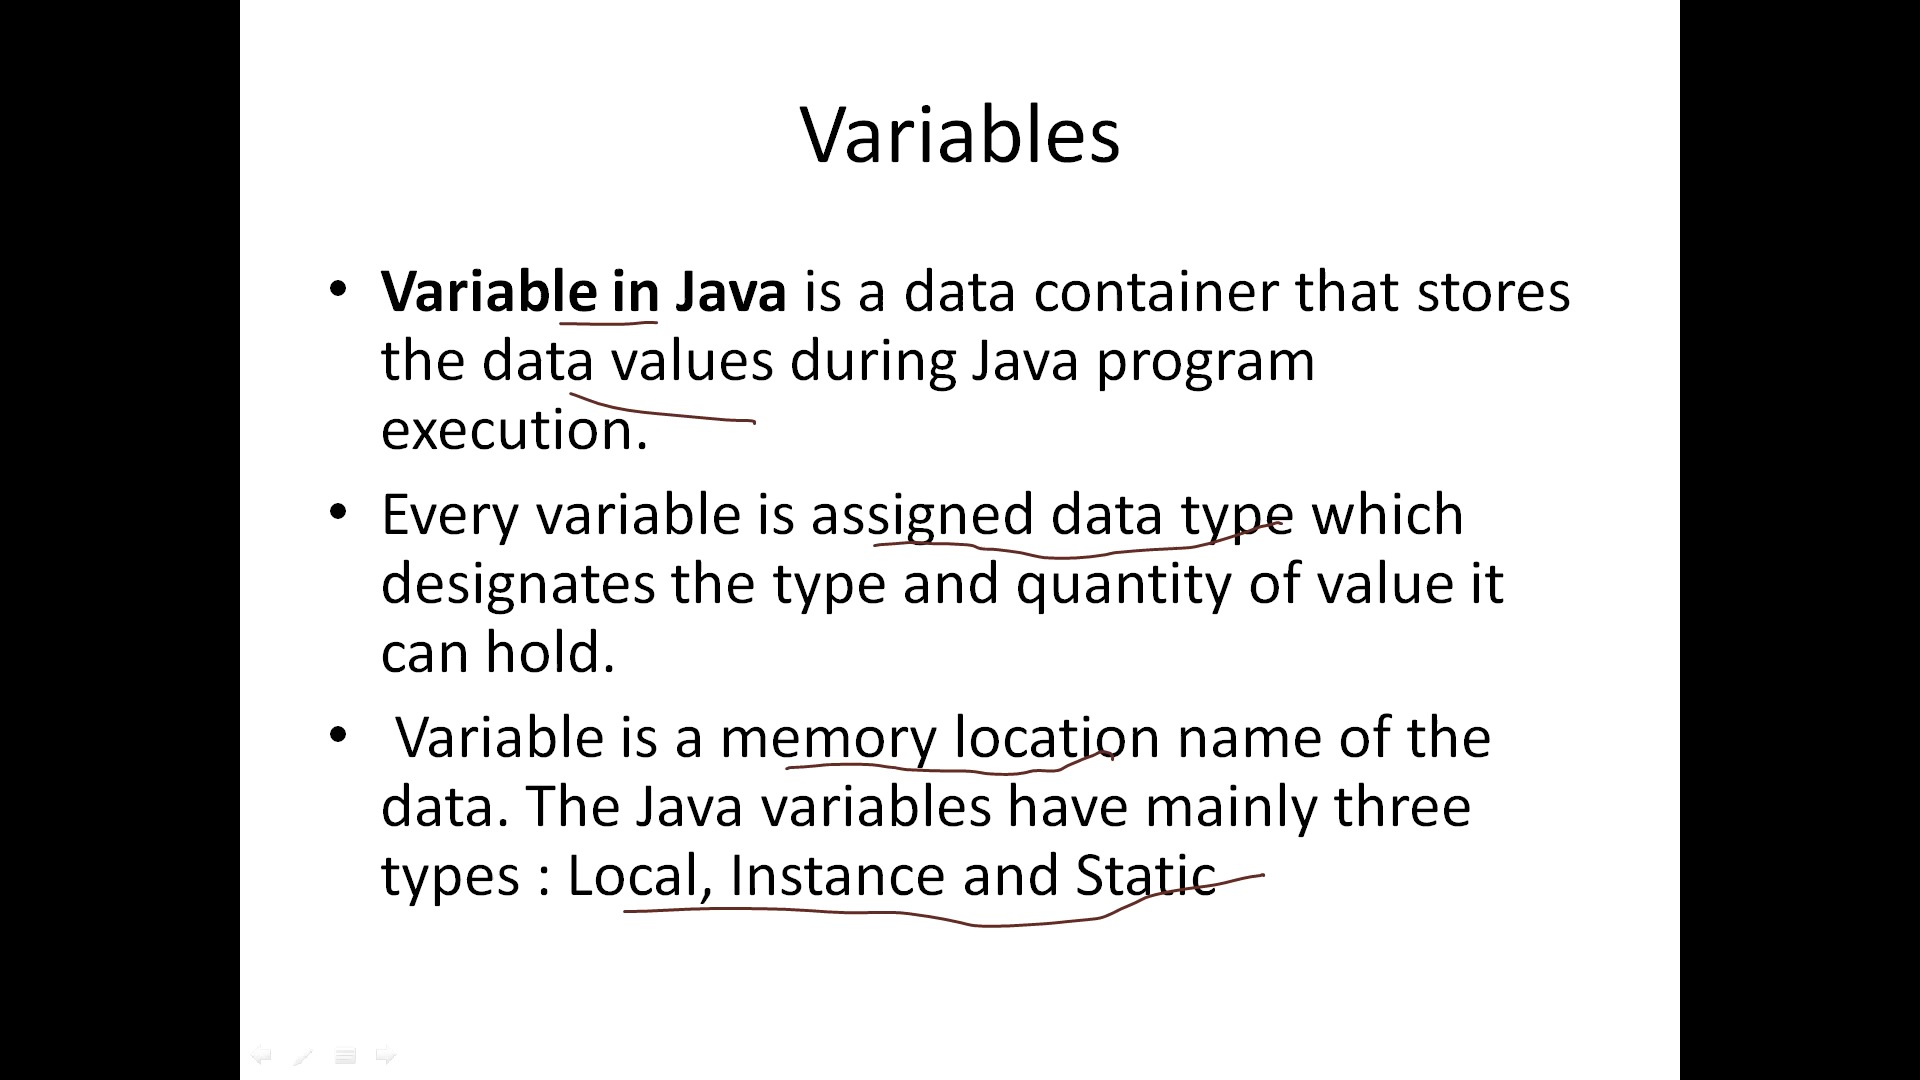 Variables
• Variable in Java is a data container that stores
the data values during Java program
execution.
• Every variable is assigned data type which
designates the type and quantity of value it
can hold.
• Variable is a memory location name of the
data. The Java variables have mainly three
types : Local, Instance and Static